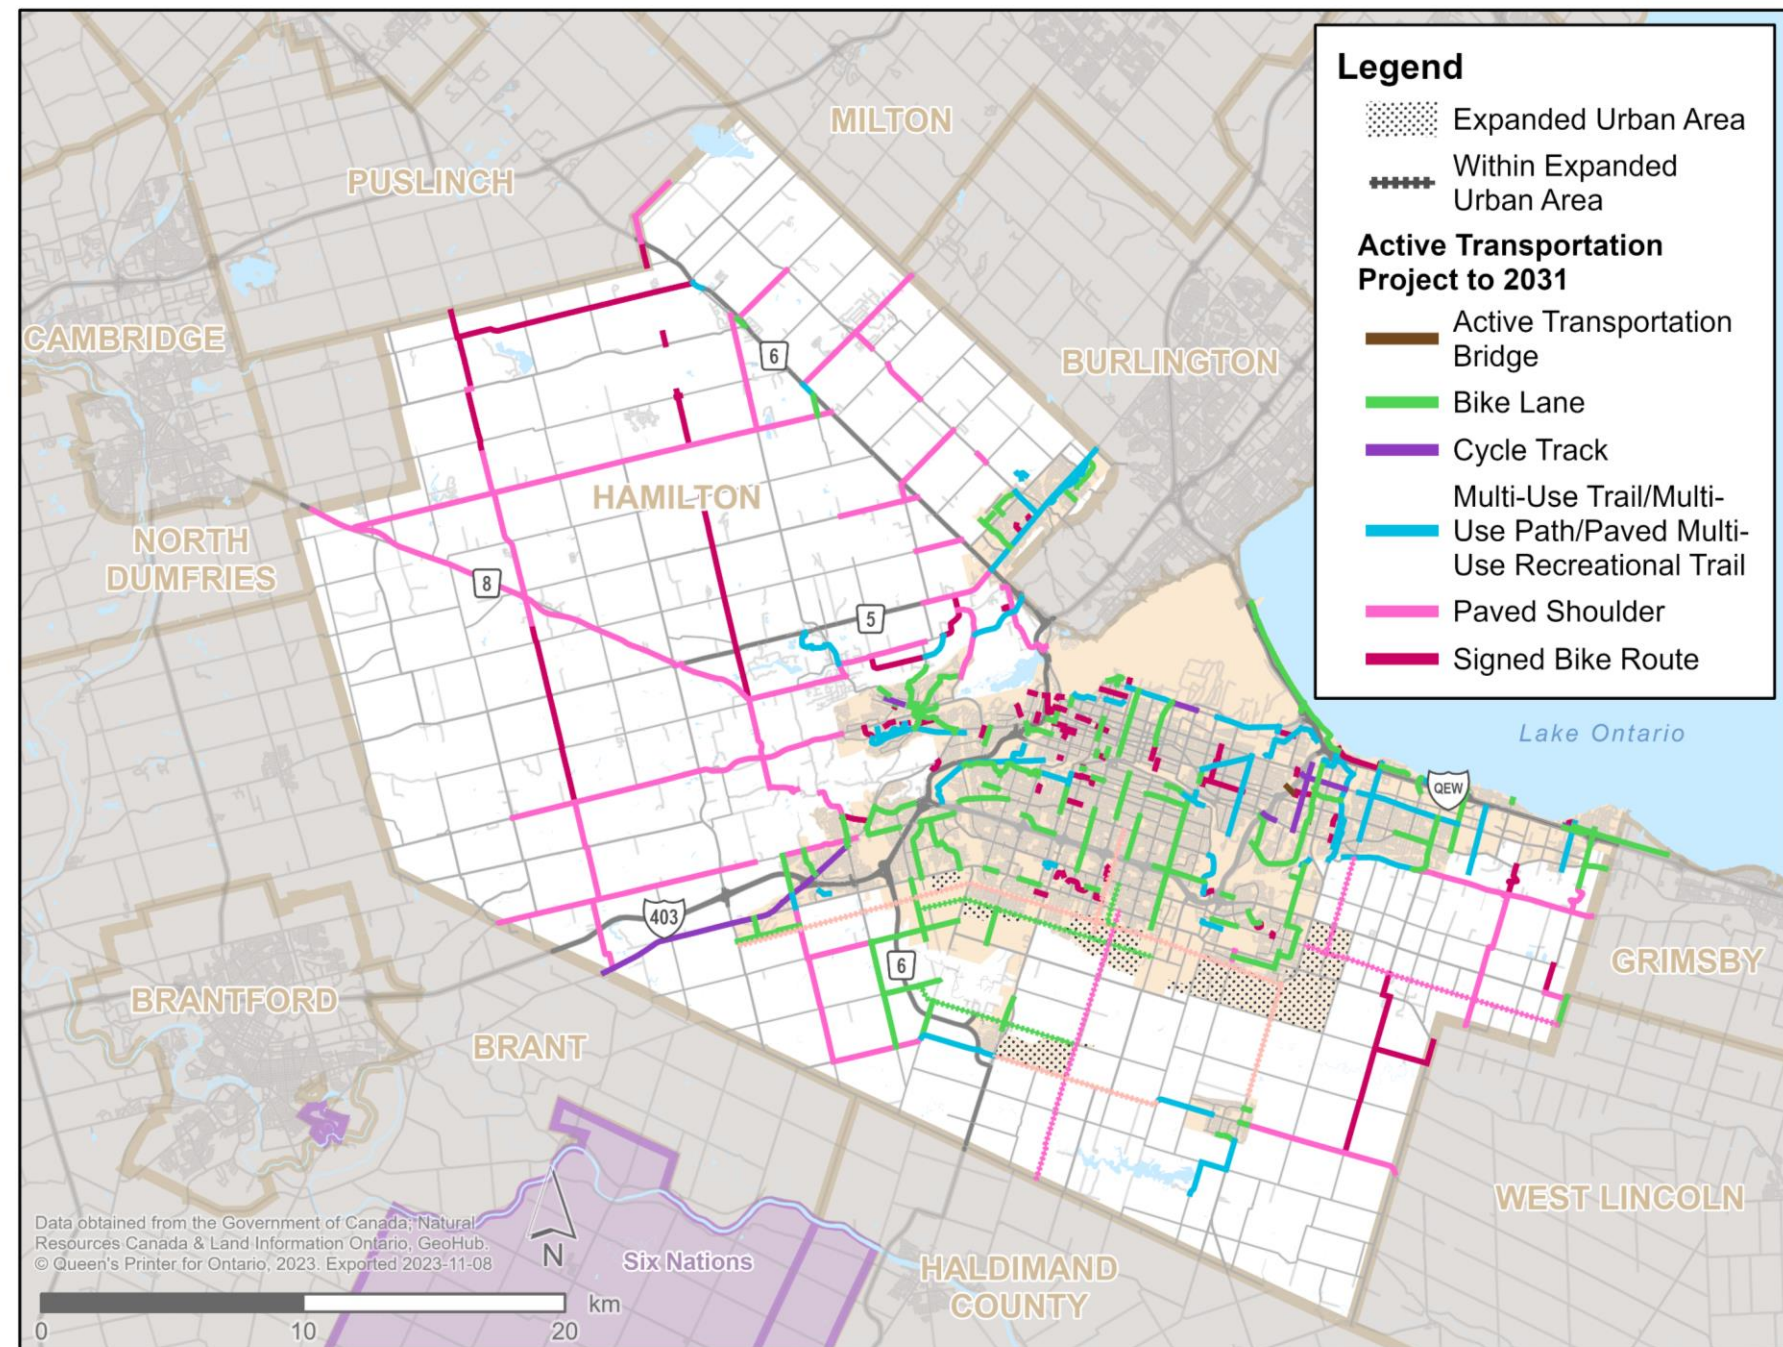 Legend
Expanded Urban Area
Within Expanded
Urban Area
Active Transportation
Project to 2031
Active Transportation
Bridge
Bike Lane
Cycle Track
Multi-Use Trail/Multi-
Use Path/Paved Multi-
Use Recreational Trail
Paved Shoulder
Signed Bike Route
MILTON
PUSLINCH
CAMBRIDGE
6
BURLINGTON
HAMILTON
NORTH
DUMFRIES
8
5
Lake Ontario
QEW
403
6
GRIMSBY
BRANTFORD
BRANT
WEST LINCOLN
Data obtained from the Government of Canada; Natural
Resources Canada & Land Information Ontario, GeoHub.
© Queen's Printer for Ontario, 2023. Exported 2023-11-08
N
Six Nations
HALDIMAND
COUNTY
km
0 10 20